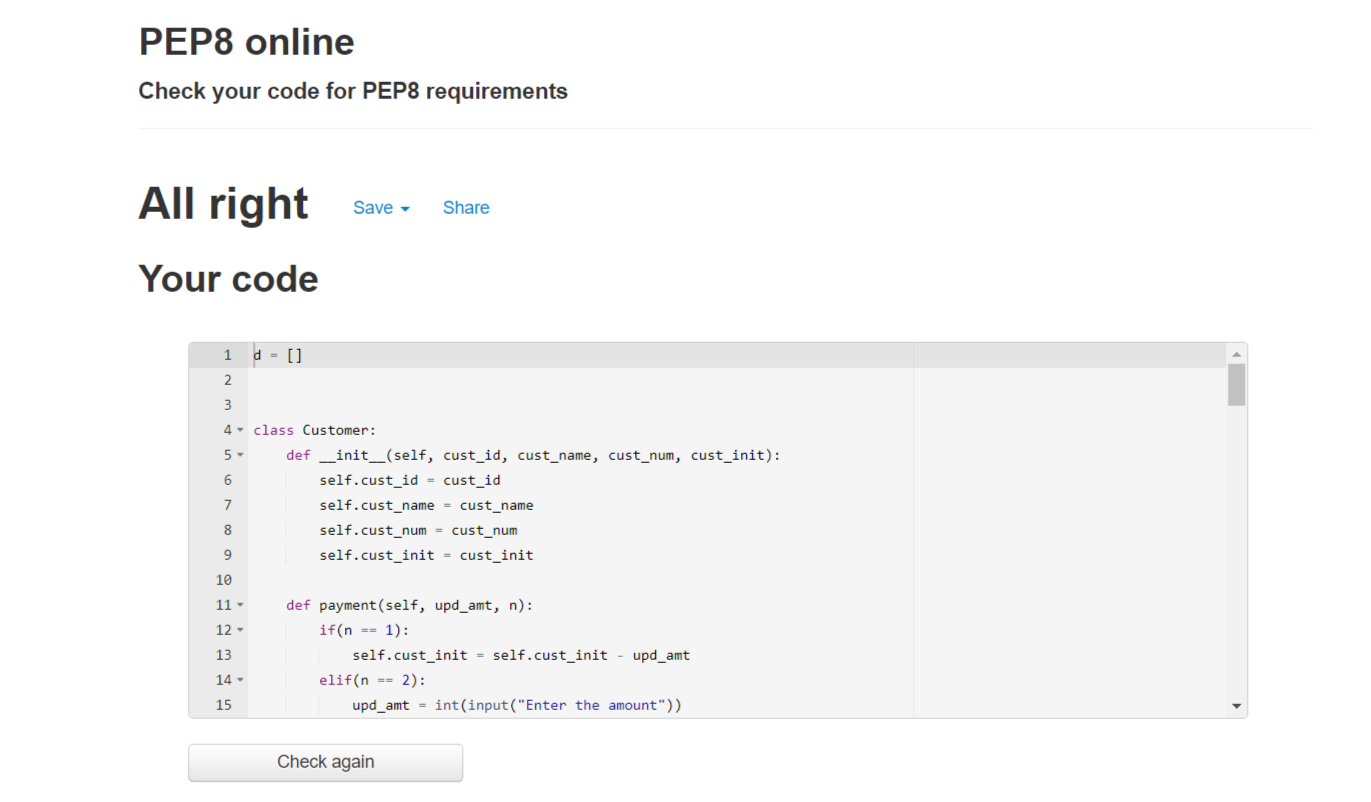 PEP8 online
Check your code for PEP8 requirements
All right Save Share
Your code
1 d = []
2
3
4 class Customer:
5     def __init__(self, cust_id, cust_name, cust_num, cust_init):
6         self.cust_id = cust_id
7         self.cust_name = cust_name
8         self.cust_num = cust_num
9         self.cust_init = cust_init
10
11     def payment(self, upd_amt, n):
12         if(n == 1):
13             self.cust_init = self.cust_init - upd_amt
14         elif(n == 2):
15             upd_amt = int(input("Enter the amount"))
Check again